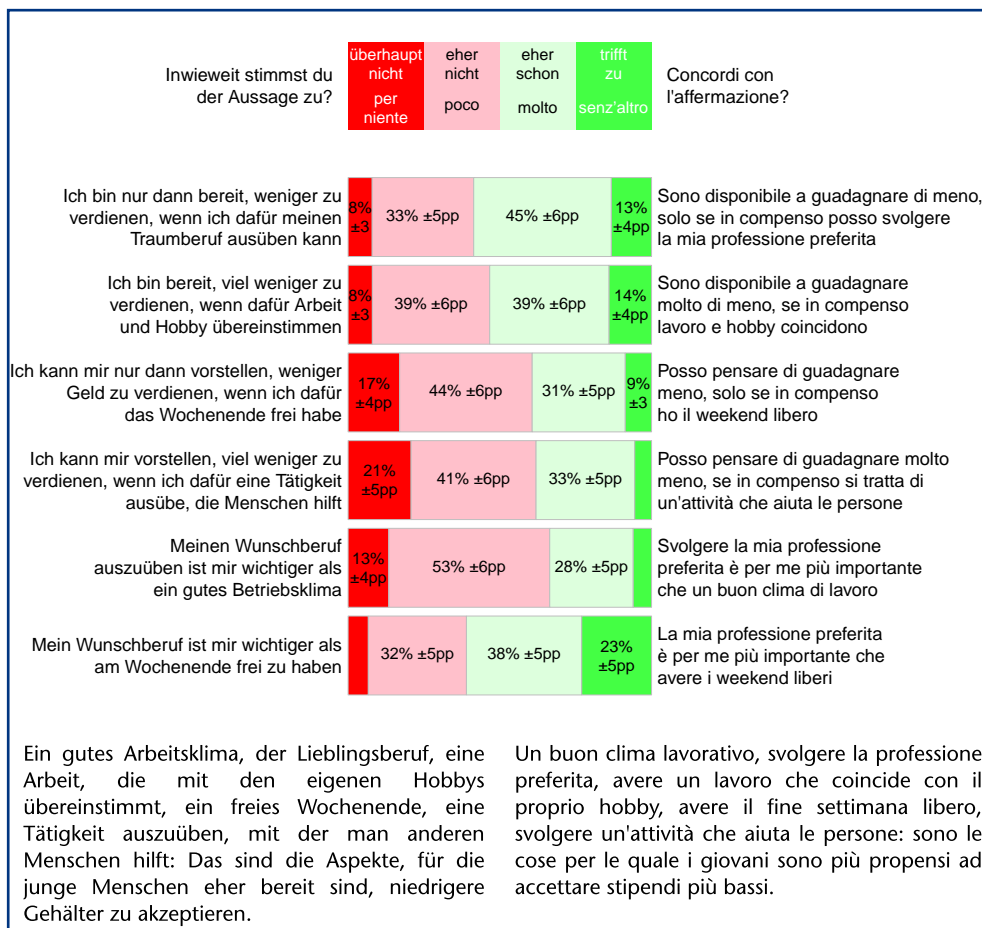 Inwieweit stimmst du
der Aussage zu?
überhaupt
nicht
per
niente
eher
nicht
poco
eher
schon
molto
trifft
zu
senz'altro
Concordi con
l'affermazione?
Ich bin nur dann bereit, weniger zu
verdienen, wenn ich dafür meinen
Traumberuf ausüben kann
8%
±3
33% ±5pp
45% ±6pp
13%
±4pp
Sono disponibile a guadagnare di meno,
solo se in compenso posso svolgere
la mia professione preferita
Ich bin bereit, viel weniger zu
verdienen, wenn dafür Arbeit
und Hobby übereinstimmen
8%
±3
39% ±6pp
39% ±6pp
14%
±4pp
Sono disponibile a guadagnare
molto di meno, se in compenso
lavoro e hobby coincidono
Ich kann mir nur dann vorstellen, weniger
Geld zu verdienen, wenn ich dafür
das Wochenende frei habe
17%
±4pp
44% ±6pp
31% ±5pp
9%
±3
Posso pensare di guadagnare
meno, solo se in compenso
ho il weekend libero
Ich kann mir vorstellen, viel weniger zu
verdienen, wenn ich dafür eine Tätigkeit
ausübe, die Menschen hilft
21%
±5pp
41% ±6pp
33% ±5pp
Posso pensare di guadagnare molto
meno, se in compenso si tratta di
un'attività che aiuta le persone
Meinen Wunschberuf
auszuüben ist mir wichtiger als
ein gutes Betriebsklima
13%
±4pp
53% ±6pp
28% ±5pp
Svolgere la mia professione
preferita è per me più importante
che un buon clima di lavoro
Mein Wunschberuf ist mir wichtiger als
am Wochenende frei zu haben
32% ±5pp
38% ±5pp
23%
±5pp
La mia professione preferita
è per me più importante che
avere i weekend liberi
Ein gutes Arbeitsklima, der Lieblingsberuf, eine
Arbeit, die mit den eigenen Hobbys
übereinstimmt, ein freies Wochenende, eine
Tätigkeit auszuüben, mit der man anderen
Menschen hilft: Das sind die Aspekte, für die
junge Menschen eher bereit sind, niedrigere
Gehälter zu akzeptieren.
Un buon clima lavorativo, svolgere la professione
preferita, avere un lavoro che coincide con il
proprio hobby, avere il fine settimana libero,
svolgere un'attività che aiuta le persone: sono le
cose per le quale i giovani sono più propensi ad
accettare stipendi più bassi.